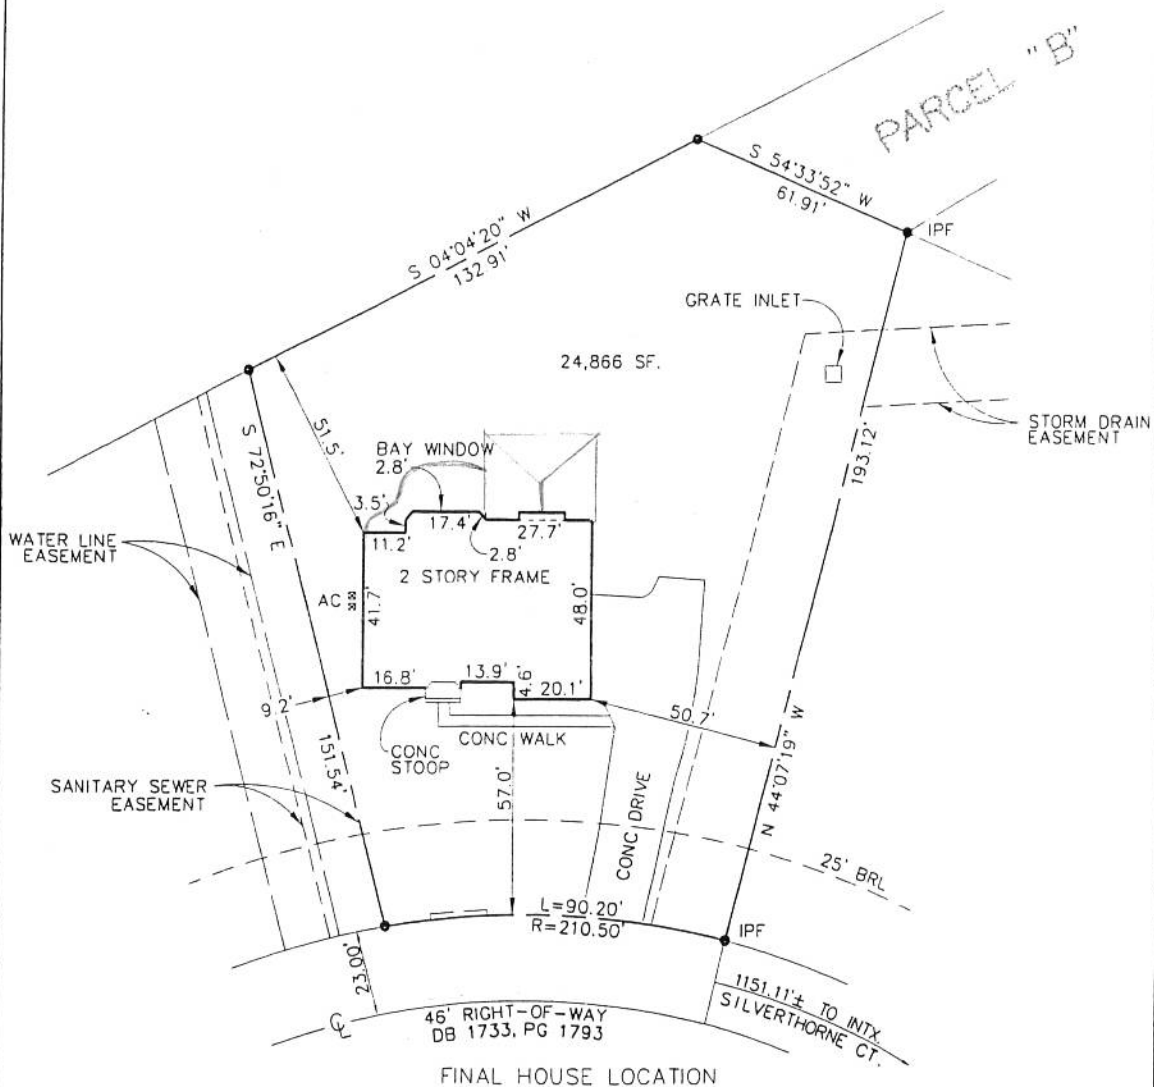 PARCEL "B"
S 54°33'52" W
61.91'
IPF
S 04°04'20" W
132.91'
GRATE INLET
24,866 SF.
STORM DRAIN
EASEMENT
193.12'
51.5'
S 72°50'16" E
BAY WINDOW
2.8'
3.5'
17.4'
27.7'
11.2'
2.8'
WATER LINE
EASEMENT
2 STORY FRAME
AC
41.7'
48.0'
16.8'
13.9'
4.6'
20.1'
9.2'
50.7'
CONC WALK
CONC
STOOP
151.54'
57.0'
SANITARY SEWER
EASEMENT
CONC DRIVE
N 44°07'19" W
25' BRL
L=90.20'
R=210.50'
IPF
23.00'
1151.11'± TO INTX.
SILVERTHORNE CT.
46' RIGHT-OF-WAY
DB 1733, PG 1793
FINAL HOUSE LOCATION